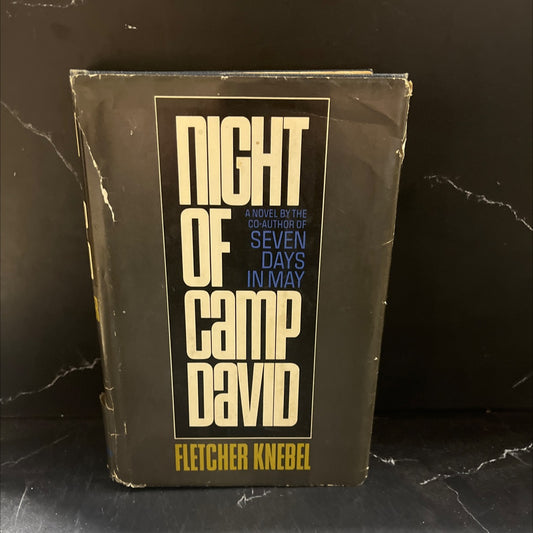 NIGHT
OF
CAMP
DAVID
A NOVEL BY THE
CO-AUTHOR OF
SEVEN
DAYS
IN MAY
FLETCHER KNEBEL